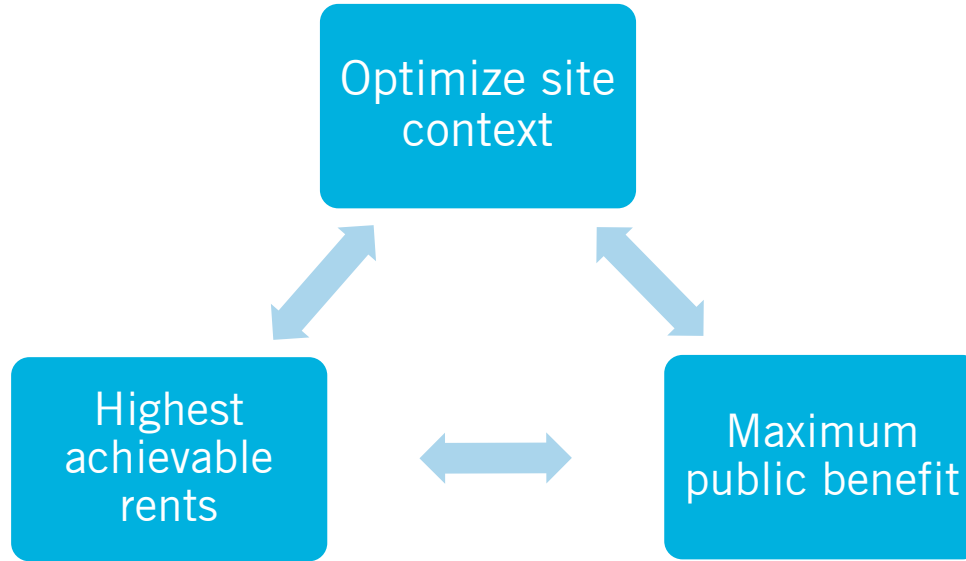 Optimize site
context
Highest
achievable
rents
Maximum
public benefit